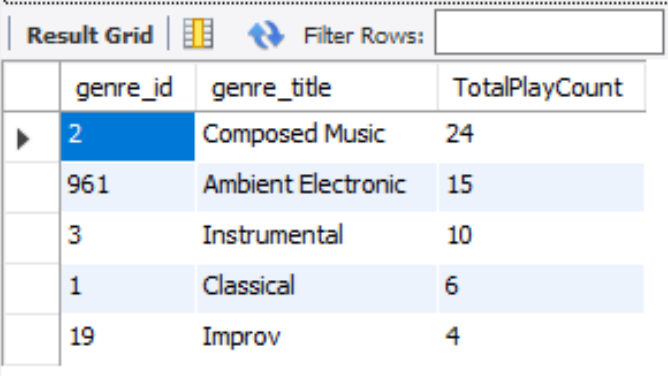 Result Grid Filter Rows:
genre_id genre_title TotalPlayCount
2 Composed Music 24
961 Ambient Electronic 15
3 Instrumental 10
1 Classical 6
19 Improv 4